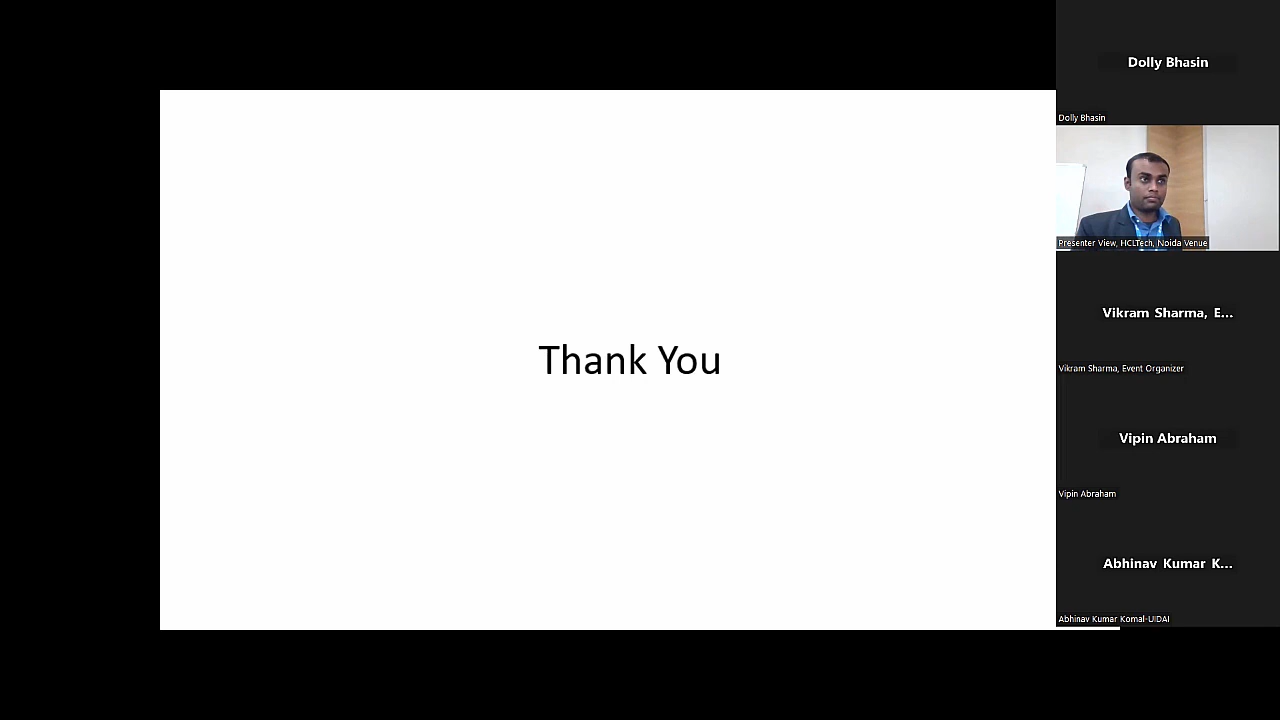 Thank You
Dolly Bhasin
Dolly Bhasin
Presenter View, HCLTech, Noida Venue
Vikram Sharma, E...
Vikram Sharma, Event Organizer
Vipin Abraham
Vipin Abraham
Abhinav Kumar K...
Abhinav Kumar Komal-UIDAI